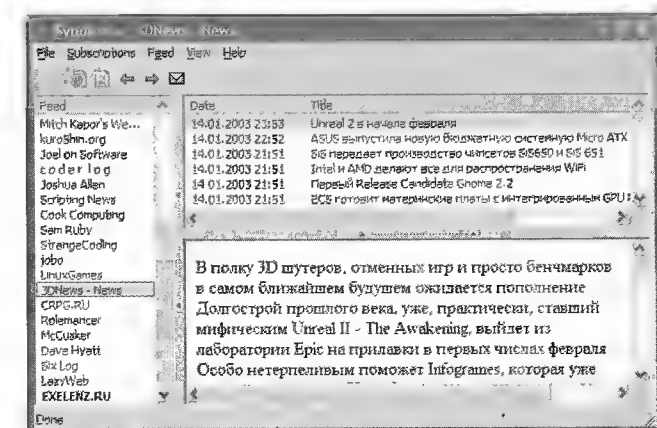 3DNews - News
File Subscriptions Feed View Help
Feed
Mitch Kapor's We...
kuro5hin.org
Joel on Software
coderlog
Joshua Allen
Scripting News
Cook Computing
Sam Ruby
StrangeCoding
jobo
LinuxGames
3DNews - News
CRPG.RU
Rolemancer
McCusker
Dave Hyatt
Six Log
LazyWeb
EXELENZ.RU
Date Title
14.01.2003 23:53 Unreal 2 в начале февраля
14.01.2003 22:52 ASUS выпустила новую бюджетную системную Micro ATX
14.01.2003 21:51 SiS передает производство чипсетов SiS650 и SiS 651
14.01.2003 21:51 Intel и AMD делают все для распространения WiFi
14.01.2003 21:51 Первый Release Candidate Gnome 2.2
14.01.2003 21:51 ECS готовит материнские платы с интегрированным GPU
В полку 3D шутеров, отменных игр и просто бенчмарков
в самом ближайшем будущем ожидается пополнение
Долгострой прошлого века, уже, практически, ставший
мифическим Unreal II - The Awakening, выйдет из
лаборатории Epic на прилавки в первых числах февраля
Особо нетерпеливым поможет Infogrames, которая уже
Done